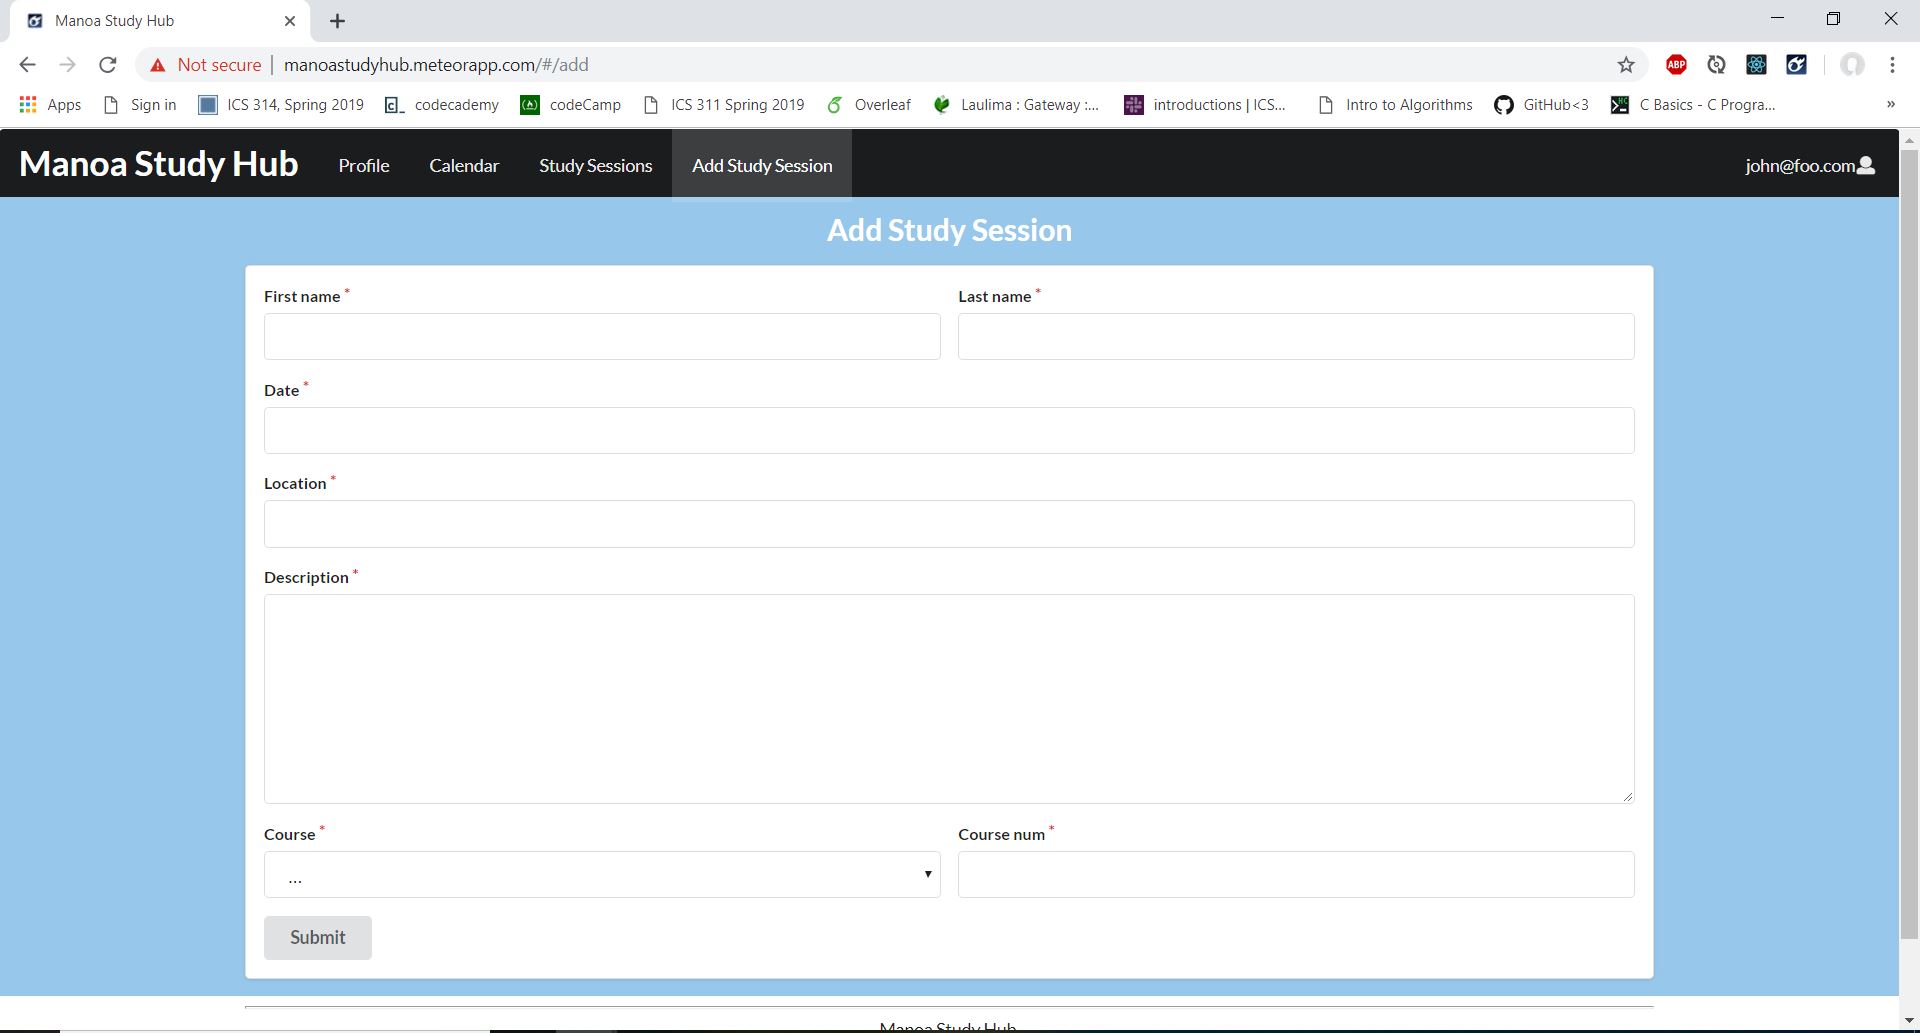 Manoa Study Hub
Not secure | manoastudyhub.meteorapp.com/#/add
ABP
Apps Sign in ICS 314, Spring 2019 codecademy codeCamp ICS 311 Spring 2019 Overleaf Laulima : Gateway :... introductions | ICS... Intro to Algorithms GitHub<3 C Basics - C Progra... »
Manoa Study Hub Profile Calendar Study Sessions Add Study Session john@foo.com
Add Study Session
First name * Last name *
Date *
Location *
Description *
Course * Course num *
...
Submit
Manoa Study Hub